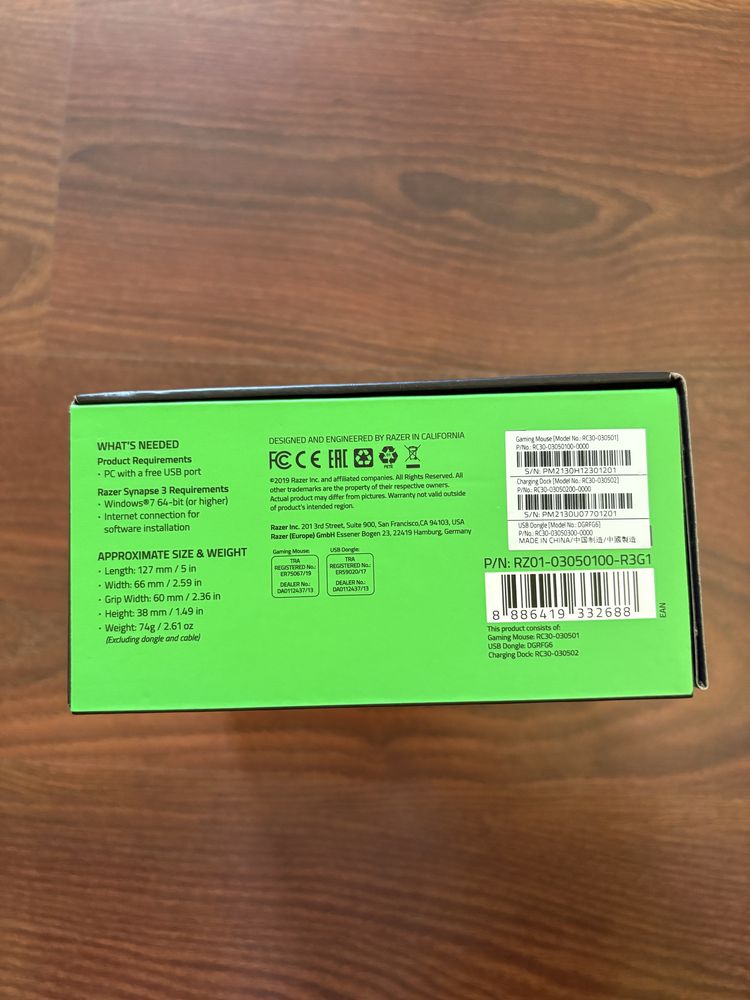 WHAT'S NEEDED
Product Requirements
· PC with a free USB port
Razer Synapse 3 Requirements
· Windows®7 64-bit (or higher)
· Internet connection for
software installation
APPROXIMATE SIZE & WEIGHT
· Length: 127 mm / 5 in
· Width: 66 mm / 2.59 in
· Grip Width: 60 mm / 2.36 in
· Height: 38 mm / 1.49 in
· Weight: 74g / 2.61 oz
(Excluding dongle and cable)
DESIGNED AND ENGINEERED BY RAZER IN CALIFORNIA
FC CE EAC PETE
©2019 Razer Inc. and affiliated companies. All Rights Reserved. All
other trademarks are the property of their respective owners.
Actual product may differ from pictures. Warranty not valid outside
of product's intended region.
Razer Inc. 201 3rd Street, Suite 900, San Francisco,CA 94103, USA
Razer (Europe) GmbH Essener Bogen 23, 22419 Hamburg, Germany
Gaming Mouse:
TRA
REGISTERED No.:
ER75067/19
DEALER No.:
DA0112437/13
USB Dongle:
TRA
REGISTERED No.:
ER59020/17
DEALER No.:
DA0112437/13
Gaming Mouse [Model No.: RC30-030501]
P/No.: RC30-03050100-0000
S/N: PM2130H12301201
Charging Dock [Model No.: RC30-030502]
P/No.: RC30-03050200-0000
S/N: PM2130U07701201
USB Dongle [Model No.: DGRFG6]
P/No.: RC30-03050300-0000
MADE IN CHINA/中国制造/中國製造
P/N: RZ01-03050100-R3G1
8 886419 332688
EAN
This product consists of:
Gaming Mouse: RC30-030501
USB Dongle: DGRFG6
Charging Dock: RC30-030502